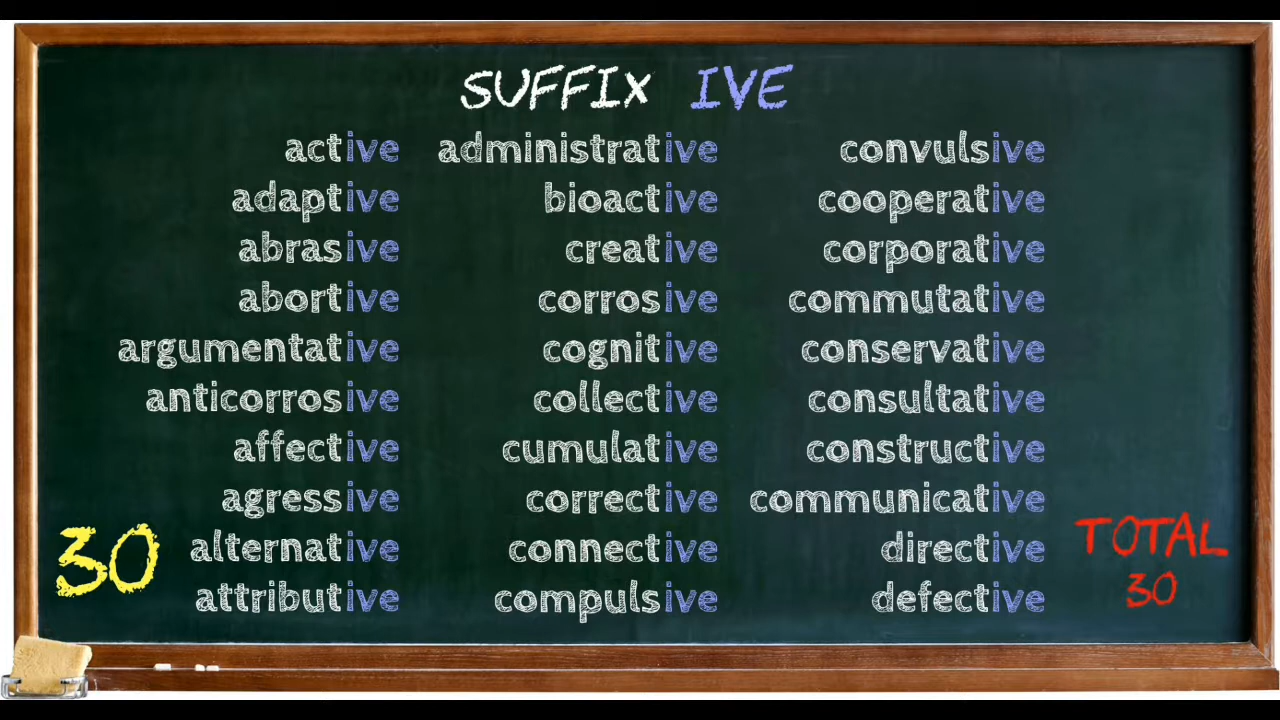 SUFFIX IVE
active administrative convulsive
adaptive bioactive cooperative
abrasive creative corporative
abortive corrosive commutative
argumentative cognitive conservative
anticorrosive collective consultative
affective cumulative constructive
agressive corrective communicative
30 alternative connective directive TOTAL
attributive compulsive defective 30